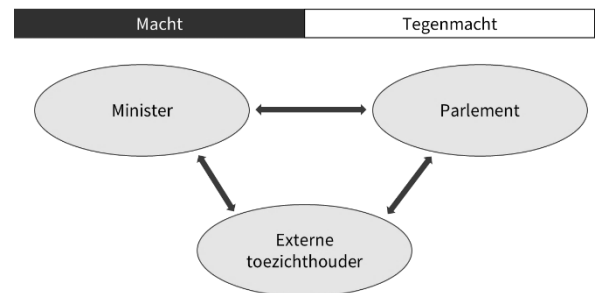 Macht
Tegenmacht
Minister
Parlement
Externe
toezichthouder